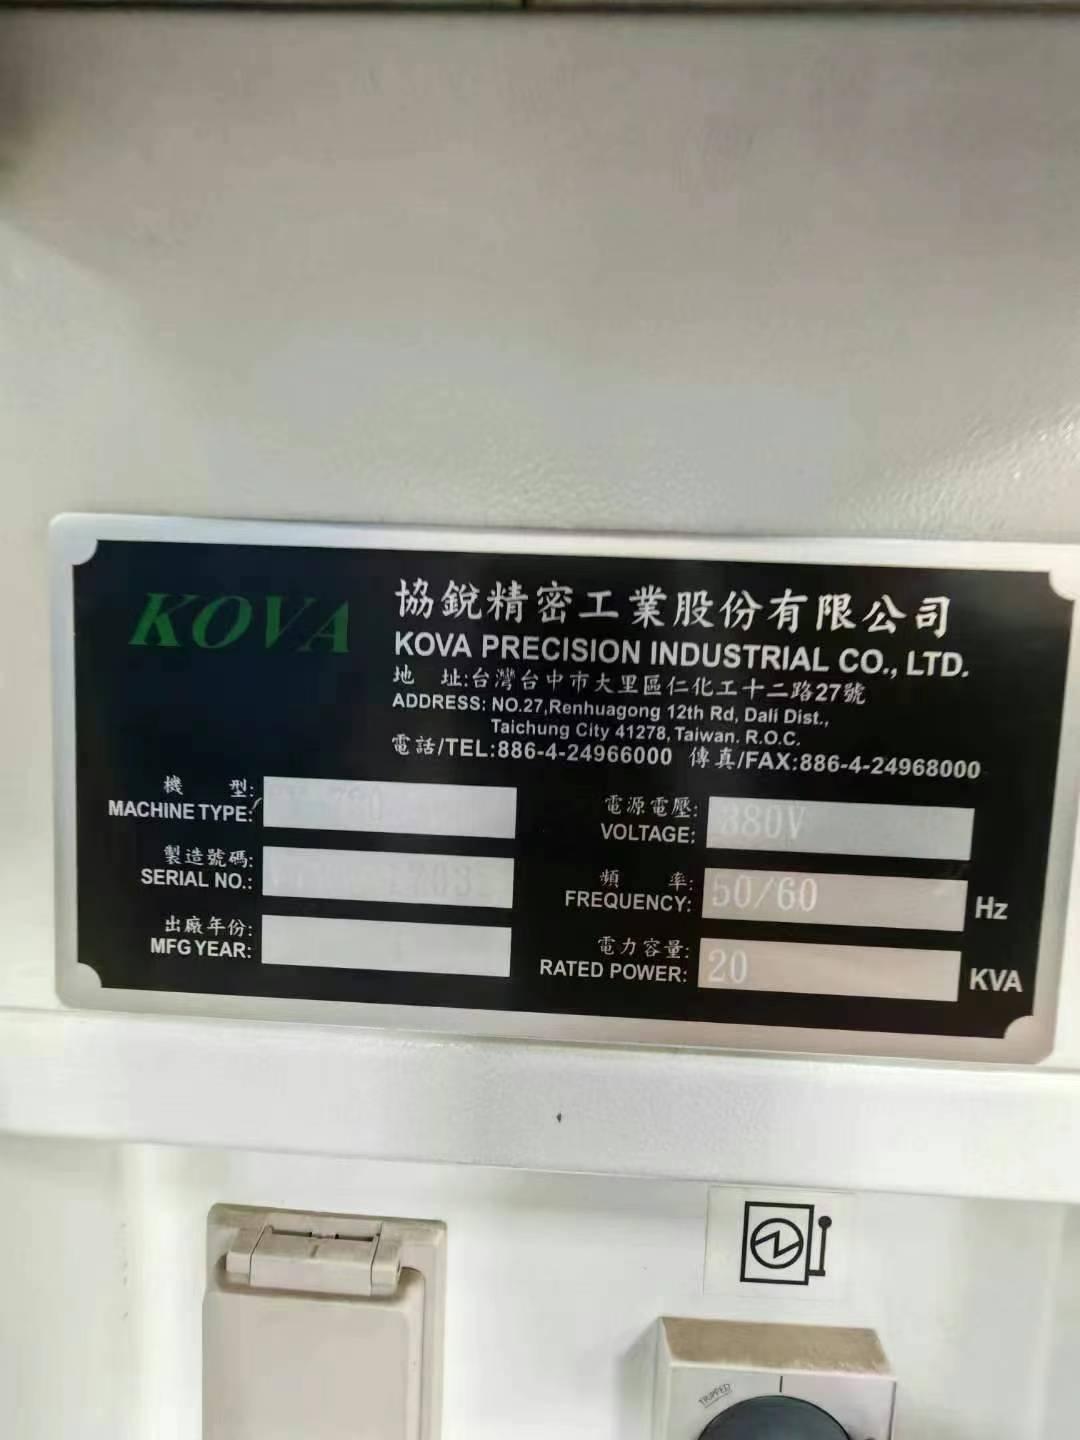 KOVA
協銳精密工業股份有限公司
KOVA PRECISION INDUSTRIAL CO., LTD.
地 址:台灣台中市大里區仁化工十二路27號
ADDRESS: NO.27,Renhuagong 12th Rd, Dali Dist.,
Taichung City 41278, Taiwan. R.O.C.
電話/TEL:886-4-24966000 傳真/FAX:886-4-24968000
機 型:
MACHINE TYPE:
製造號碼:
SERIAL NO.:
出廠年份:
MFG YEAR:
電源電壓:
VOLTAGE: 380V
頻 率:
FREQUENCY: 50/60 Hz
電力容量:
RATED POWER: 20 KVA
TRIPPED